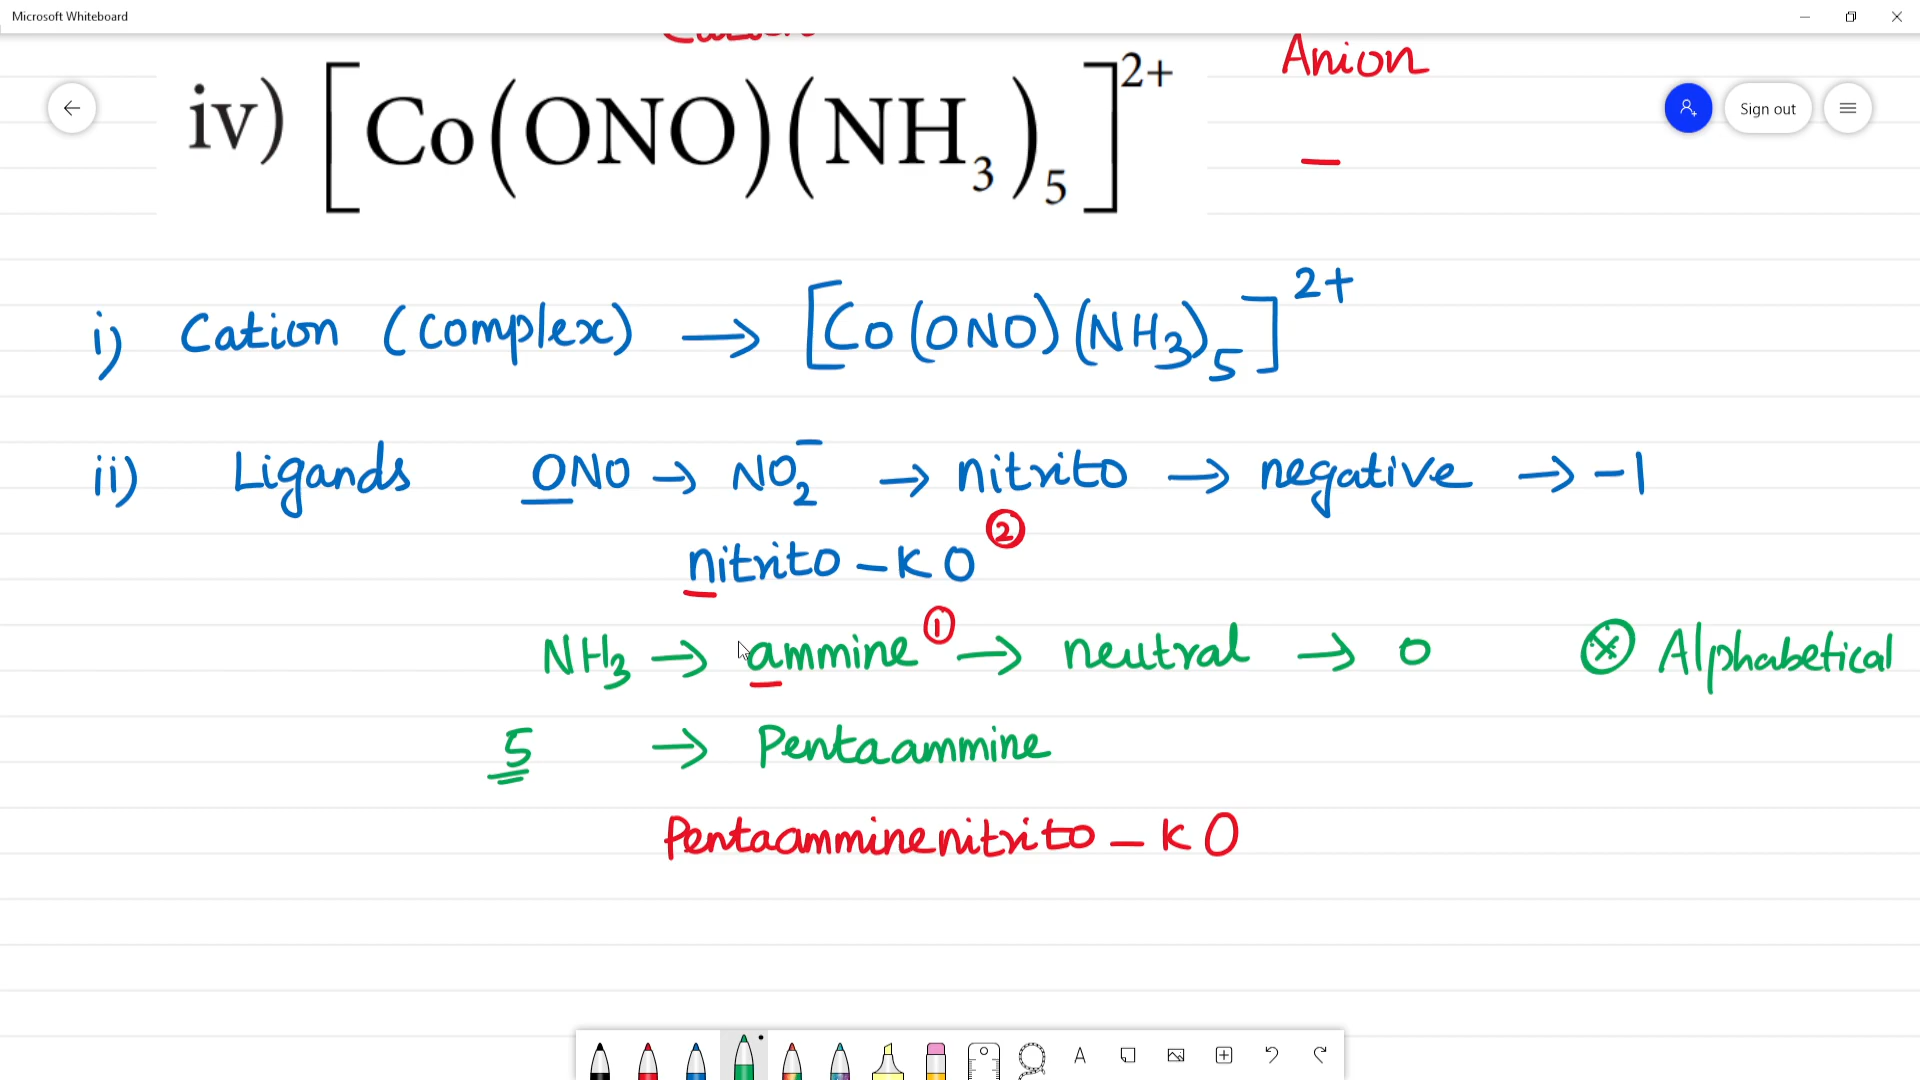 Microsoft Whiteboard
Anion
iv) [Co(ONO)(NH₃)₅]²⁺
Sign out
i) Cation (complex) → [Co(ONO)(NH₃)₅]²⁺
ii) Ligands ONO → NO₂⁻ → nitrito → negative → -1
nitrito - κO ②
NH₃ → ammine ① → neutral → 0 ⊗ Alphabetical
5 → Pentaammine
Pentaamminenitrito - κO